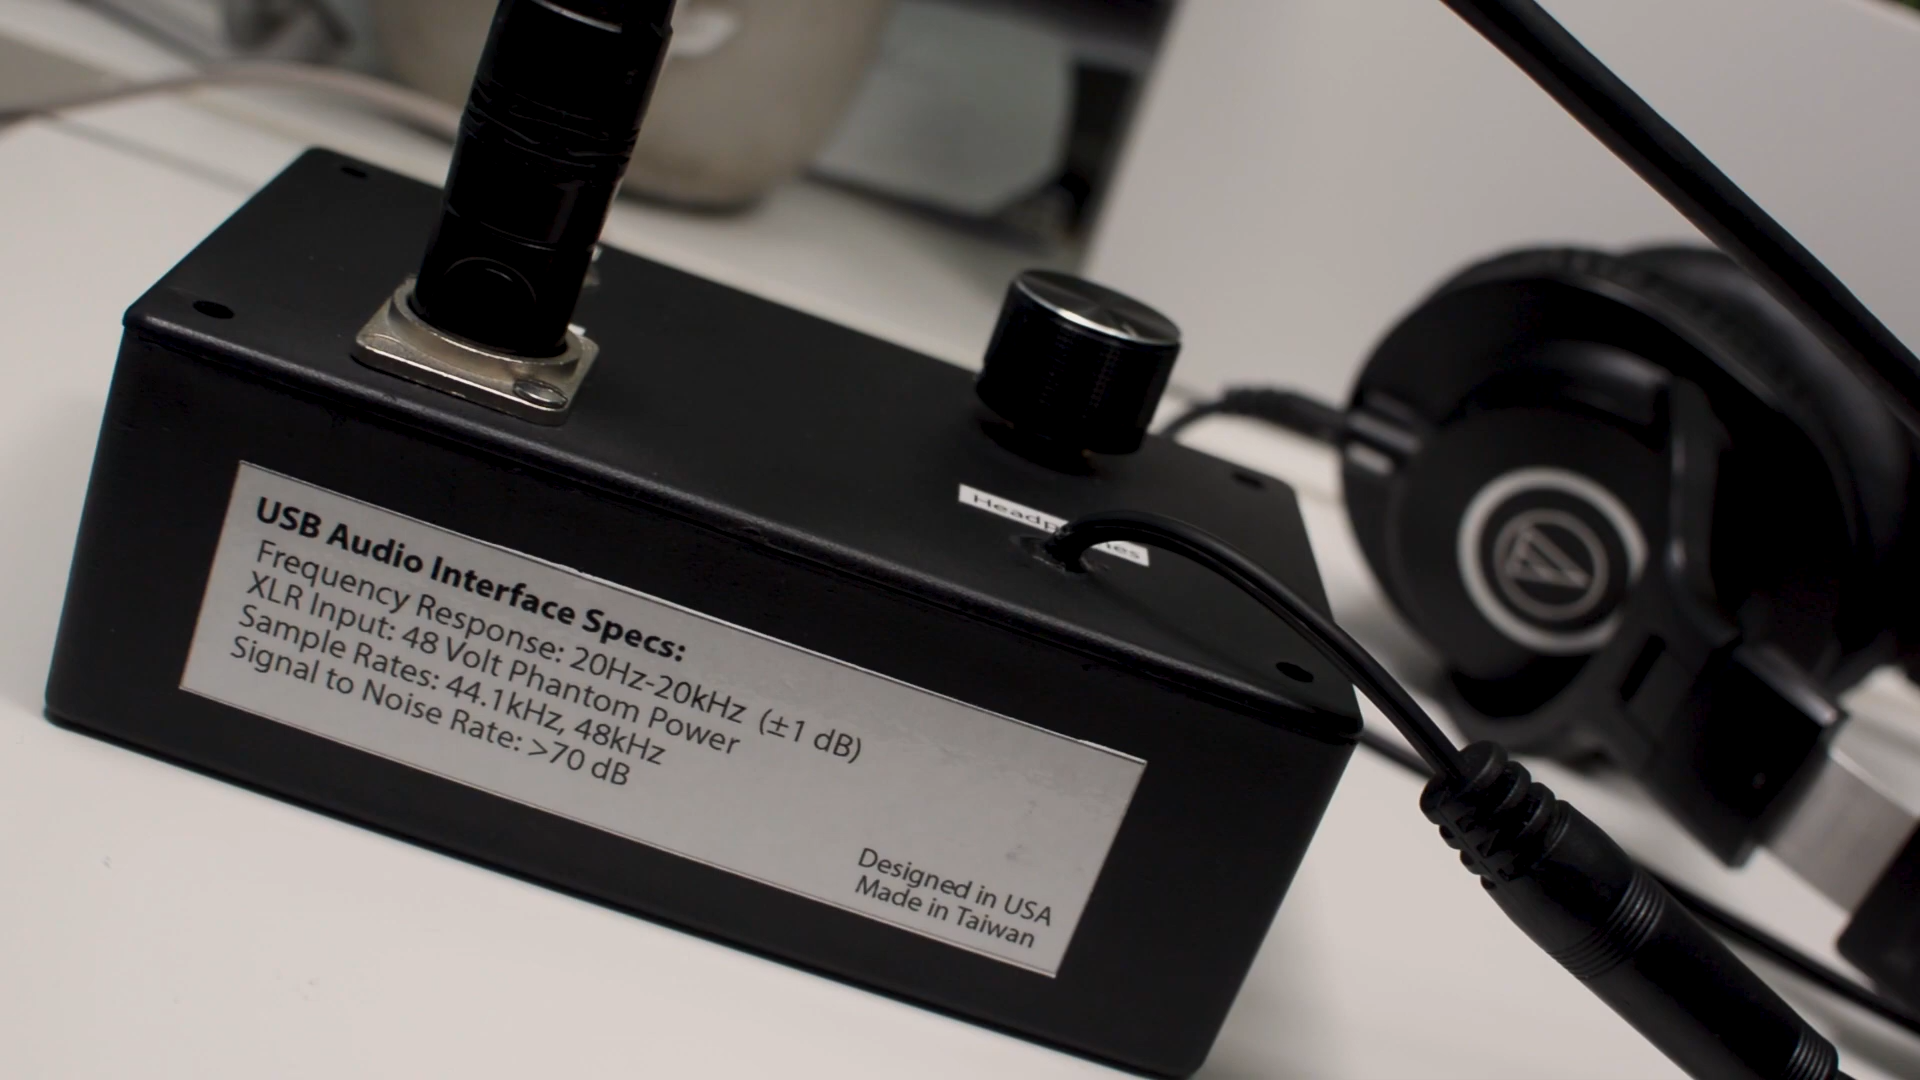 USB Audio Interface Specs:
Frequency Response: 20Hz-20kHz (±1 dB)
XLR Input: 48 Volt Phantom Power
Sample Rates: 44.1kHz, 48kHz
Signal to Noise Rate: >70 dB
Designed in USA
Made in Taiwan